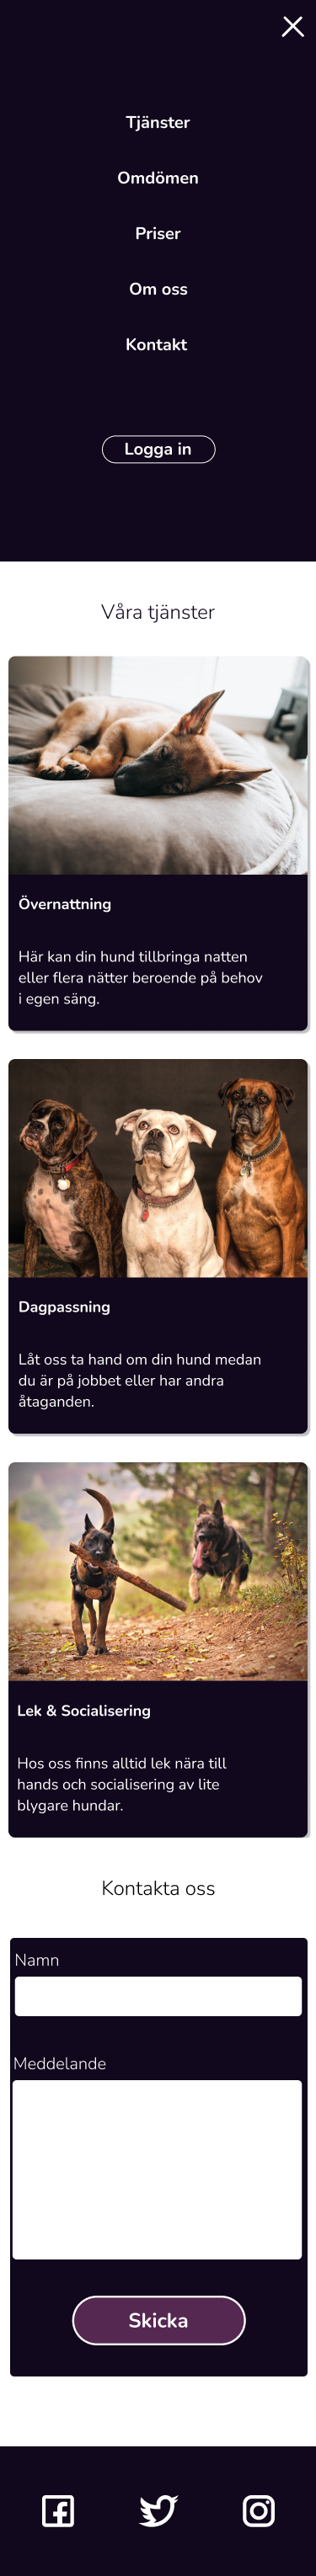 Tjänster
Omdömen
Priser
Om oss
Kontakt
Logga in
Våra tjänster
Övernattning
Här kan din hund tillbringa natten
eller flera nätter beroende på behov
i egen säng.
Dagpassning
Låt oss ta hand om din hund medan
du är på jobbet eller har andra
åtaganden.
Lek & Socialisering
Hos oss finns alltid lek nära till
hands och socialisering av lite
blygare hundar.
Kontakta oss
Namn
Meddelande
Skicka